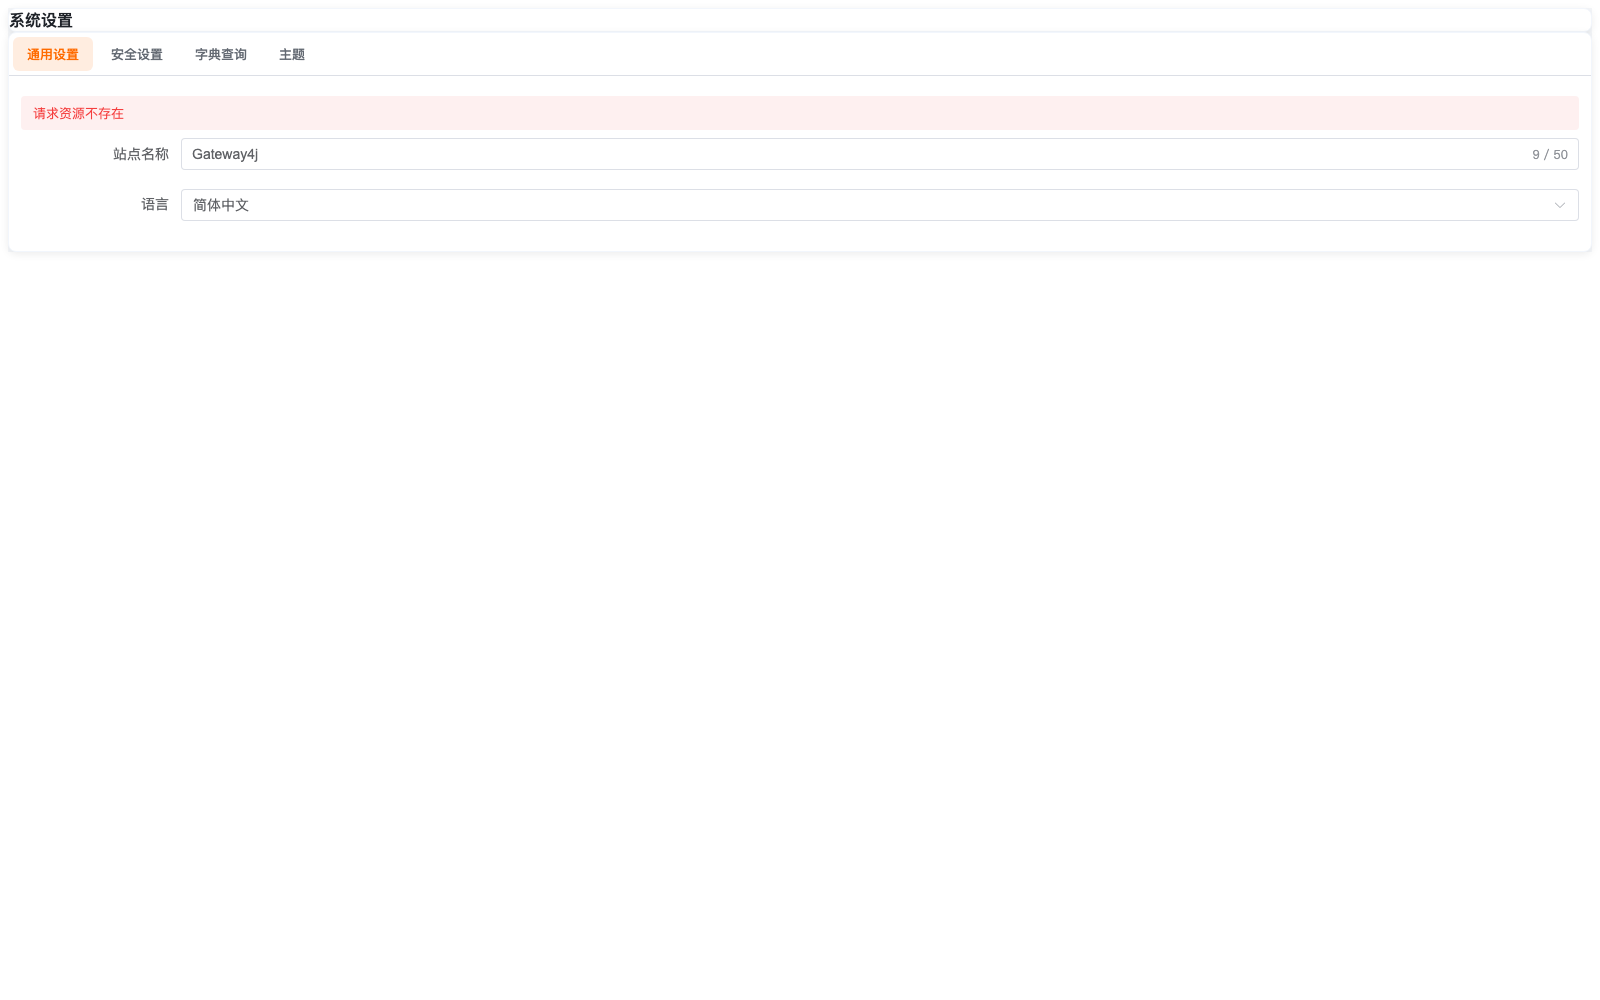 系统设置
通用设置 安全设置 字典查询 主题
请求资源不存在
站点名称 Gateway4j 9 / 50
语言 简体中文